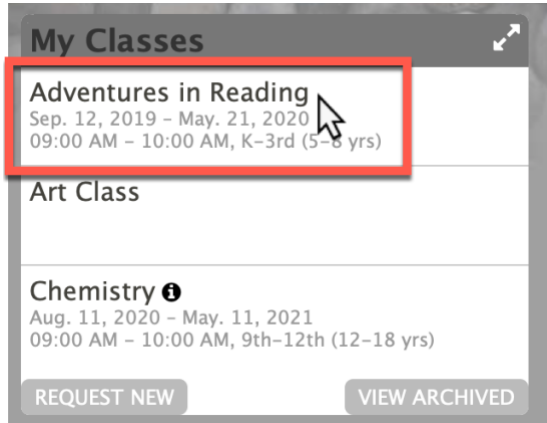 My Classes
Adventures in Reading
Sep. 12, 2019 – May. 21, 2020
09:00 AM – 10:00 AM, K–3rd (5–8 yrs)
Art Class
Chemistry
Aug. 11, 2020 – May. 11, 2021
09:00 AM – 10:00 AM, 9th–12th (12–18 yrs)
REQUEST NEW VIEW ARCHIVED